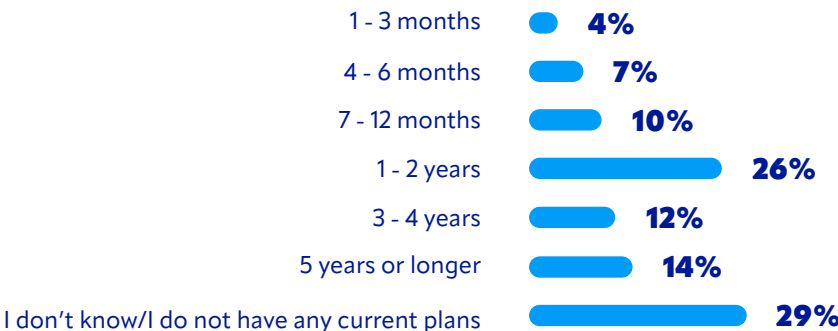 1 - 3 months 4%
4 - 6 months 7%
7 - 12 months 10%
1 - 2 years 26%
3 - 4 years 12%
5 years or longer 14%
I don’t know/I do not have any current plans 29%